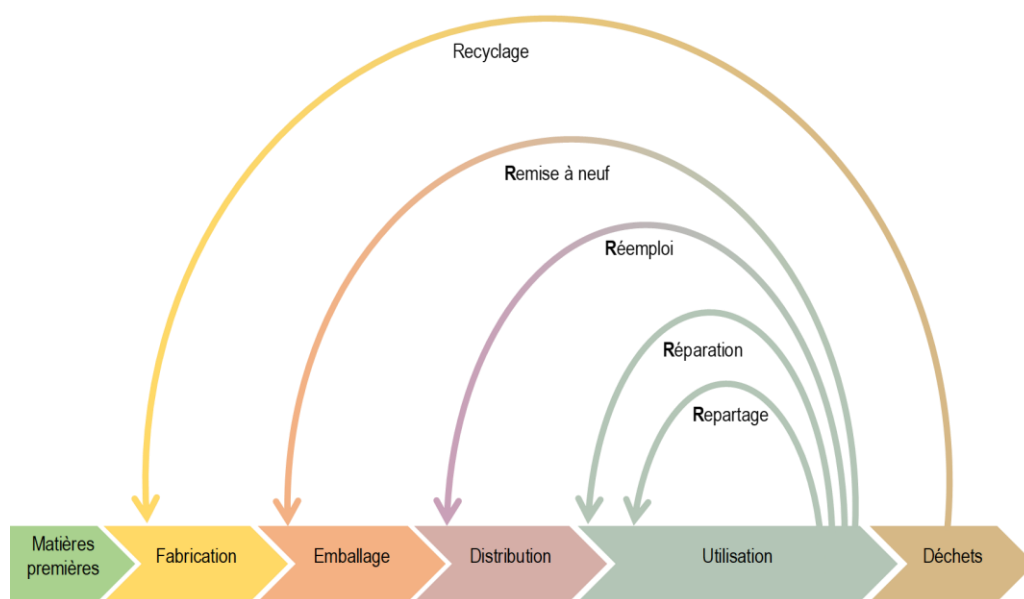 Recyclage
Remise à neuf
Réemploi
Réparation
Repartage
Matières
premières
Fabrication
Emballage
Distribution
Utilisation
Déchets